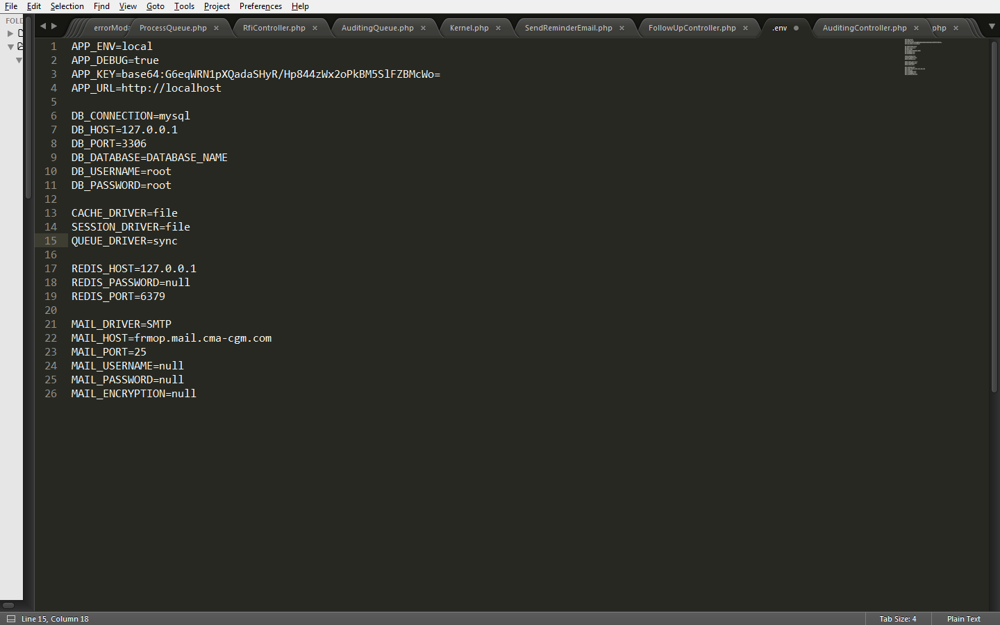 File Edit Selection Find View Goto Tools Project Preferences Help
FOLD
errorModa ProcessQueue.php × RfiController.php × AuditingQueue.php × Kernel.php × SendReminderEmail.php × FollowUpController.php × .env AuditingController.php × php ×
1 APP_ENV=local
2 APP_DEBUG=true
3 APP_KEY=base64:G6eqWRN1pXQadaSHyR/Hp844zWx2oPkBM5SlFZBMcWo=
4 APP_URL=http://localhost
5
6 DB_CONNECTION=mysql
7 DB_HOST=127.0.0.1
8 DB_PORT=3306
9 DB_DATABASE=DATABASE_NAME
10 DB_USERNAME=root
11 DB_PASSWORD=root
12
13 CACHE_DRIVER=file
14 SESSION_DRIVER=file
15 QUEUE_DRIVER=sync
16
17 REDIS_HOST=127.0.0.1
18 REDIS_PASSWORD=null
19 REDIS_PORT=6379
20
21 MAIL_DRIVER=SMTP
22 MAIL_HOST=frmop.mail.cma-cgm.com
23 MAIL_PORT=25
24 MAIL_USERNAME=null
25 MAIL_PASSWORD=null
26 MAIL_ENCRYPTION=null
Line 15, Column 18 Tab Size: 4 Plain Text